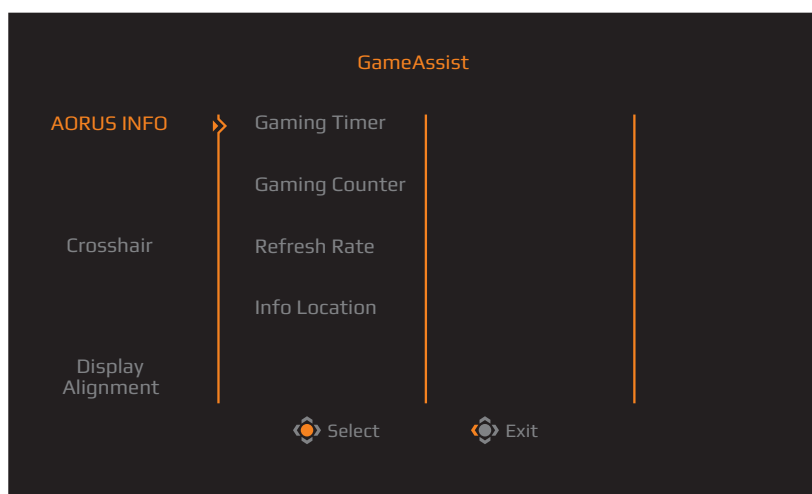 GameAssist
AORUS INFO
Gaming Timer
Gaming Counter
Crosshair
Refresh Rate
Info Location
Display
Alignment
Select
Exit